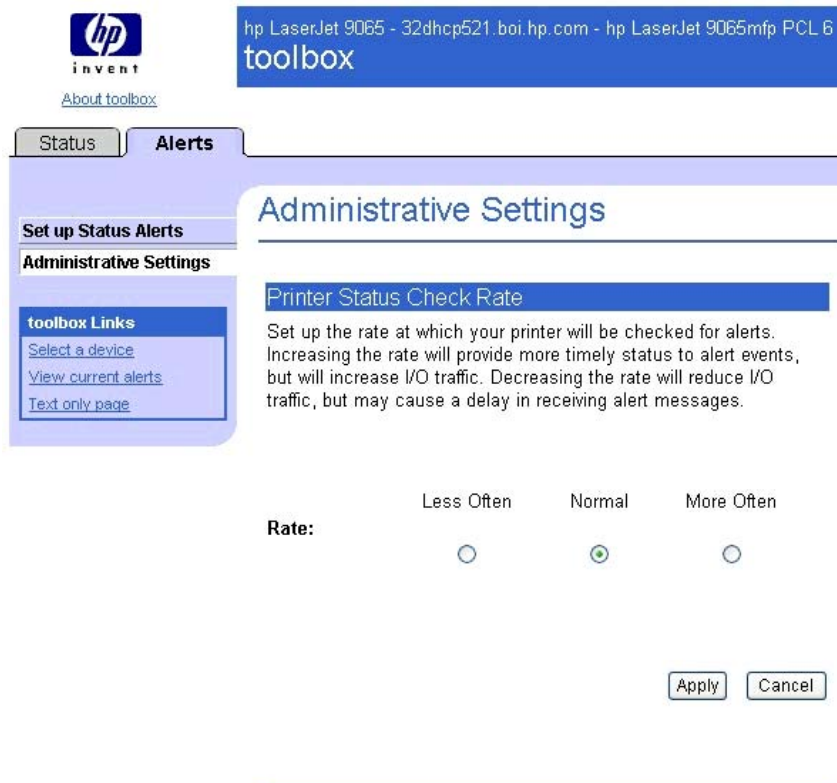 hp
invent
About toolbox
hp LaserJet 9065 - 32dhcp521.boi.hp.com - hp LaserJet 9065mfp PCL 6
toolbox
Status
Alerts
Set up Status Alerts
Administrative Settings
toolbox Links
Select a device
View current alerts
Text only page
Administrative Settings
Printer Status Check Rate
Set up the rate at which your printer will be checked for alerts.
Increasing the rate will provide more timely status to alert events,
but will increase I/O traffic. Decreasing the rate will reduce I/O
traffic, but may cause a delay in receiving alert messages.
Less Often Normal More Often
Rate:
Apply Cancel